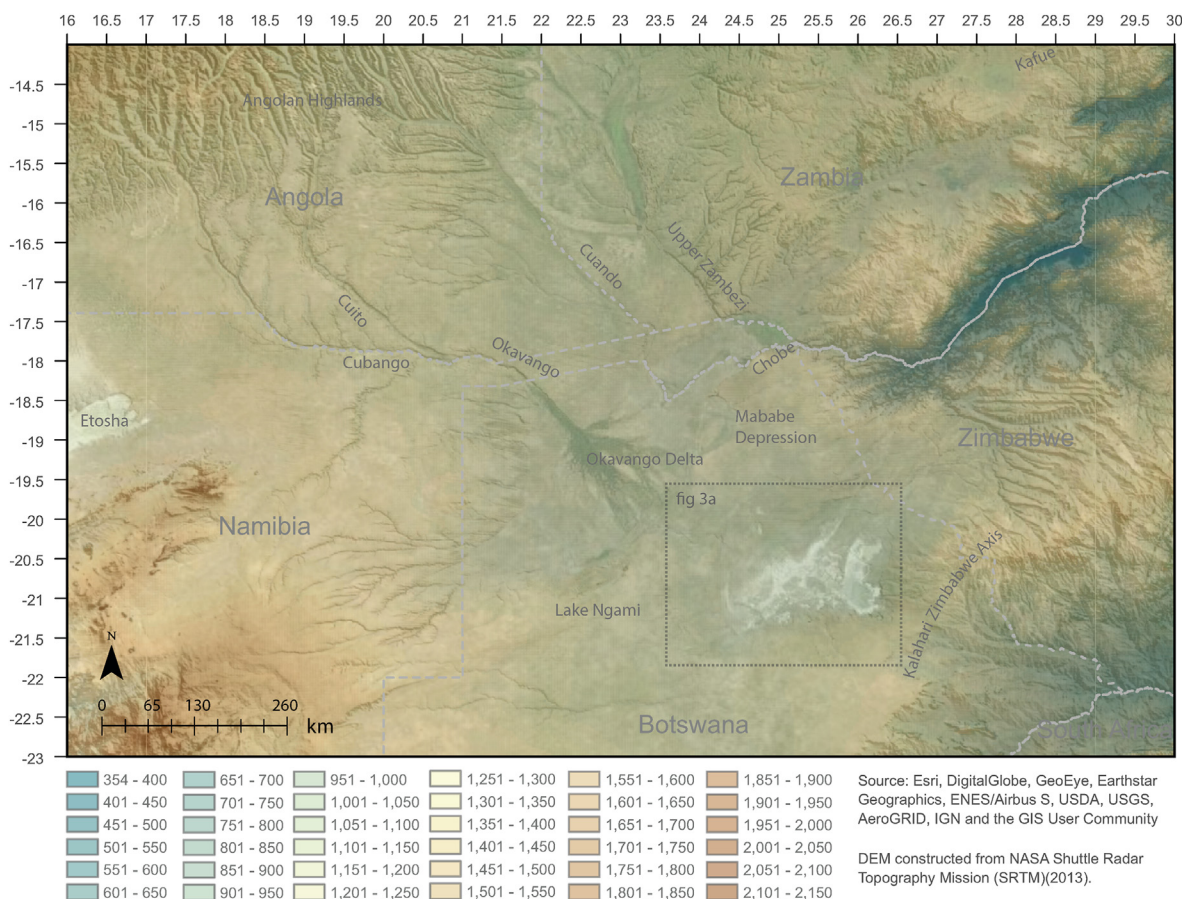 16 16.5 17 17.5 18 18.5 19 19.5 20 20.5 21 21.5 22 22.5 23 23.5 24 24.5 25 25.5 26 26.5 27 27.5 28 28.5 29 29.5 30
-14.5
-15
-15.5
-16
-16.5
-17
-17.5
-18
-18.5
-19
-19.5
-20
-20.5
-21
-21.5
-22
-22.5
-23
Kafue
Angolan Highlands
Zambia
Angola
Upper Zambezi
Cuando
Cuito
Okavango
Chobe
Cubango
Etosha
Mababe
Depression
Zimbabwe
Okavango Delta
fig 3a
Namibia
Kalahari Zimbabwe Axis
Lake Ngami
N
0 65 130 260
km
Botswana
South Africa
354 - 400 651 - 700 951 - 1,000 1,251 - 1,300 1,551 - 1,600 1,851 - 1,900
401 - 450 701 - 750 1,001 - 1,050 1,301 - 1,350 1,601 - 1,650 1,901 - 1,950
451 - 500 751 - 800 1,051 - 1,100 1,351 - 1,400 1,651 - 1,700 1,951 - 2,000
501 - 550 801 - 850 1,101 - 1,150 1,401 - 1,450 1,701 - 1,750 2,001 - 2,050
551 - 600 851 - 900 1,151 - 1,200 1,451 - 1,500 1,751 - 1,800 2,051 - 2,100
601 - 650 901 - 950 1,201 - 1,250 1,501 - 1,550 1,801 - 1,850 2,101 - 2,150
Source: Esri, DigitalGlobe, GeoEye, Earthstar
Geographics, ENES/Airbus S, USDA, USGS,
AeroGRID, IGN and the GIS User Community
DEM constructed from NASA Shuttle Radar
Topography Mission (SRTM)(2013).